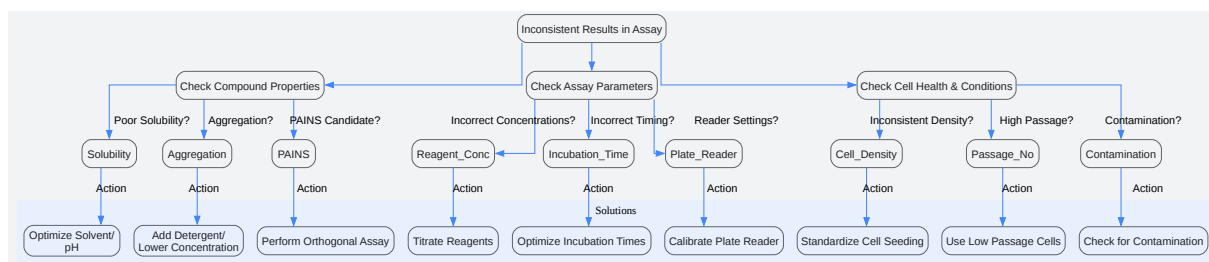 Inconsistent Results in Assay
Check Compound Properties
Check Assay Parameters
Check Cell Health & Conditions
Poor Solubility?
Aggregation?
PAINS Candidate?
Incorrect Concentrations?
Incorrect Timing?
Reader Settings?
Inconsistent Density?
High Passage?
Contamination?
Solubility
Aggregation
PAINS
Reagent_Conc
Incubation_Time
Plate_Reader
Cell_Density
Passage_No
Contamination
Action
Action
Action
Action
Action
Action
Action
Action
Action
Solutions
Optimize Solvent/
pH
Add Detergent/
Lower Concentration
Perform Orthogonal Assay
Titrate Reagents
Optimize Incubation Times
Calibrate Plate Reader
Standardize Cell Seeding
Use Low Passage Cells
Check for Contamination